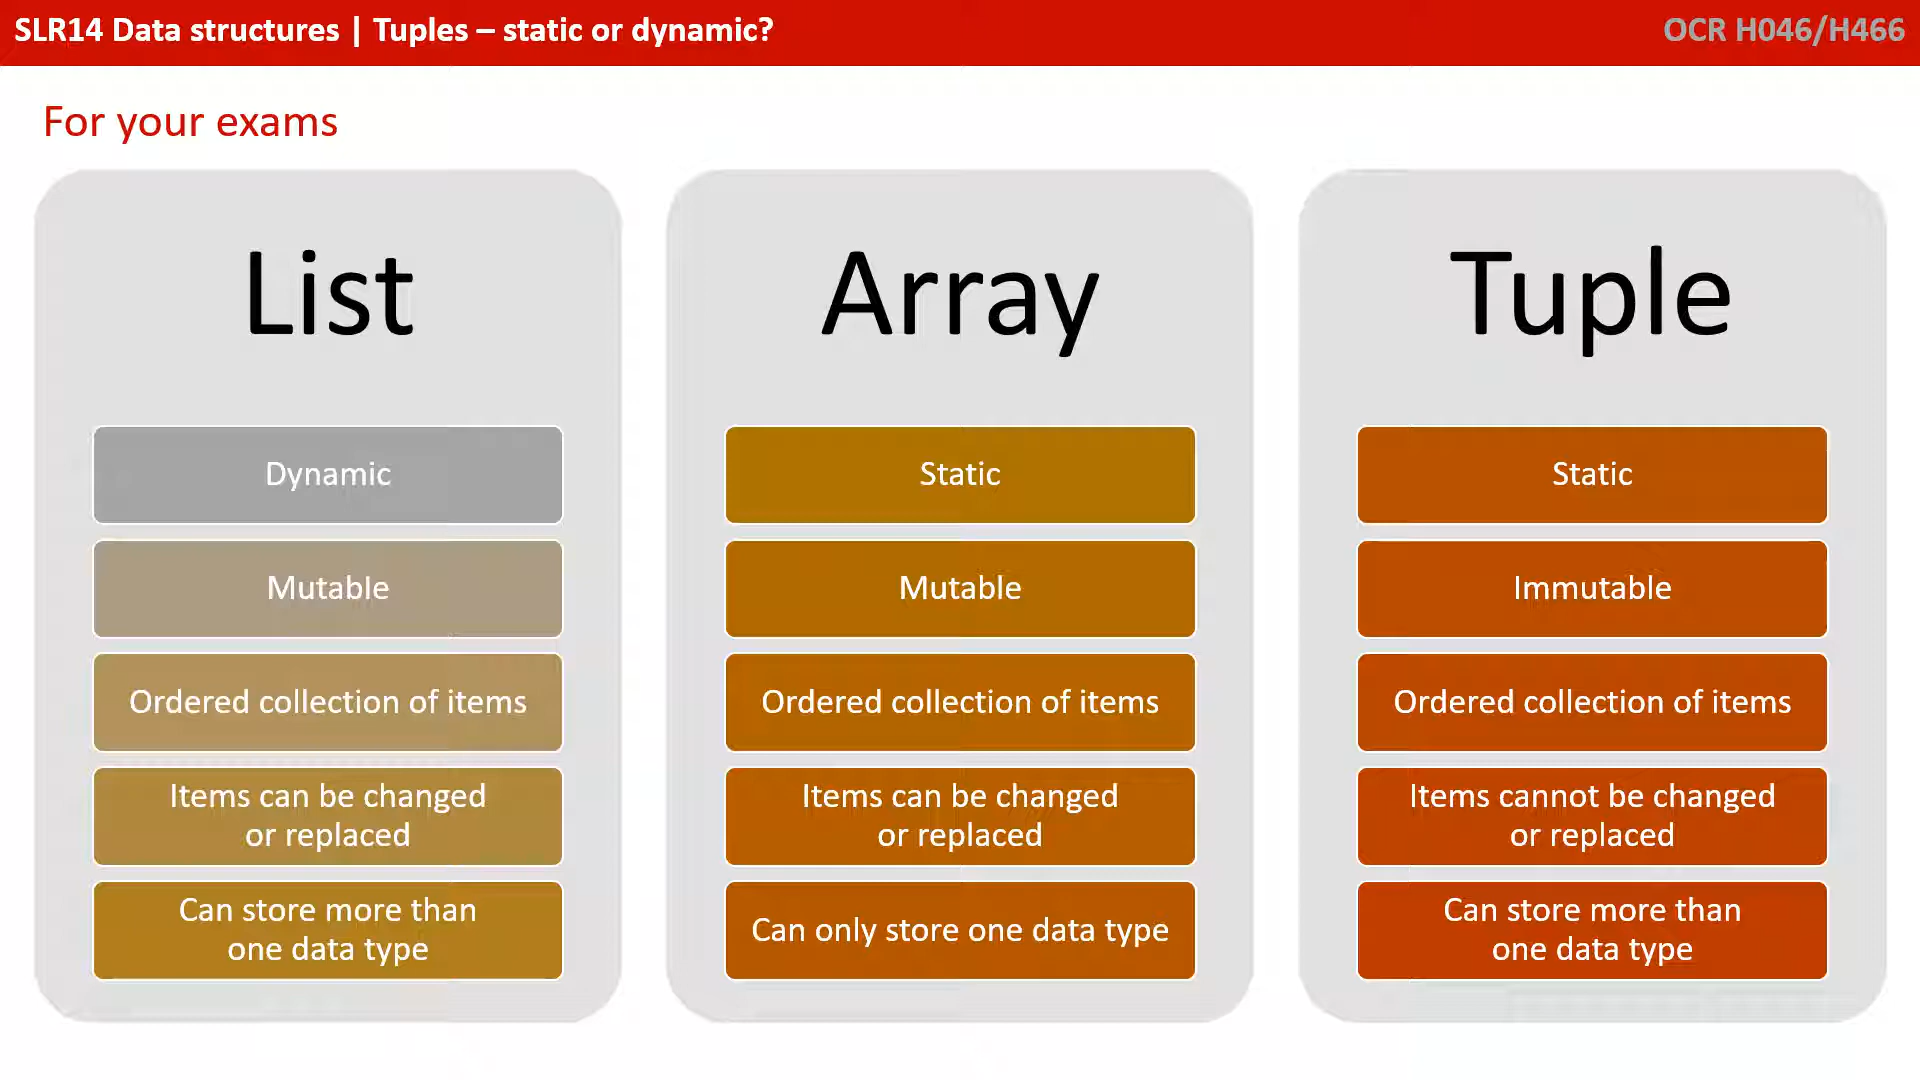 SLR14 Data structures | Tuples – static or dynamic?
OCR H046/H466
For your exams
List
Dynamic
Mutable
Ordered collection of items
Items can be changed
or replaced
Can store more than
one data type
Array
Static
Mutable
Ordered collection of items
Items can be changed
or replaced
Can only store one data type
Tuple
Static
Immutable
Ordered collection of items
Items cannot be changed
or replaced
Can store more than
one data type